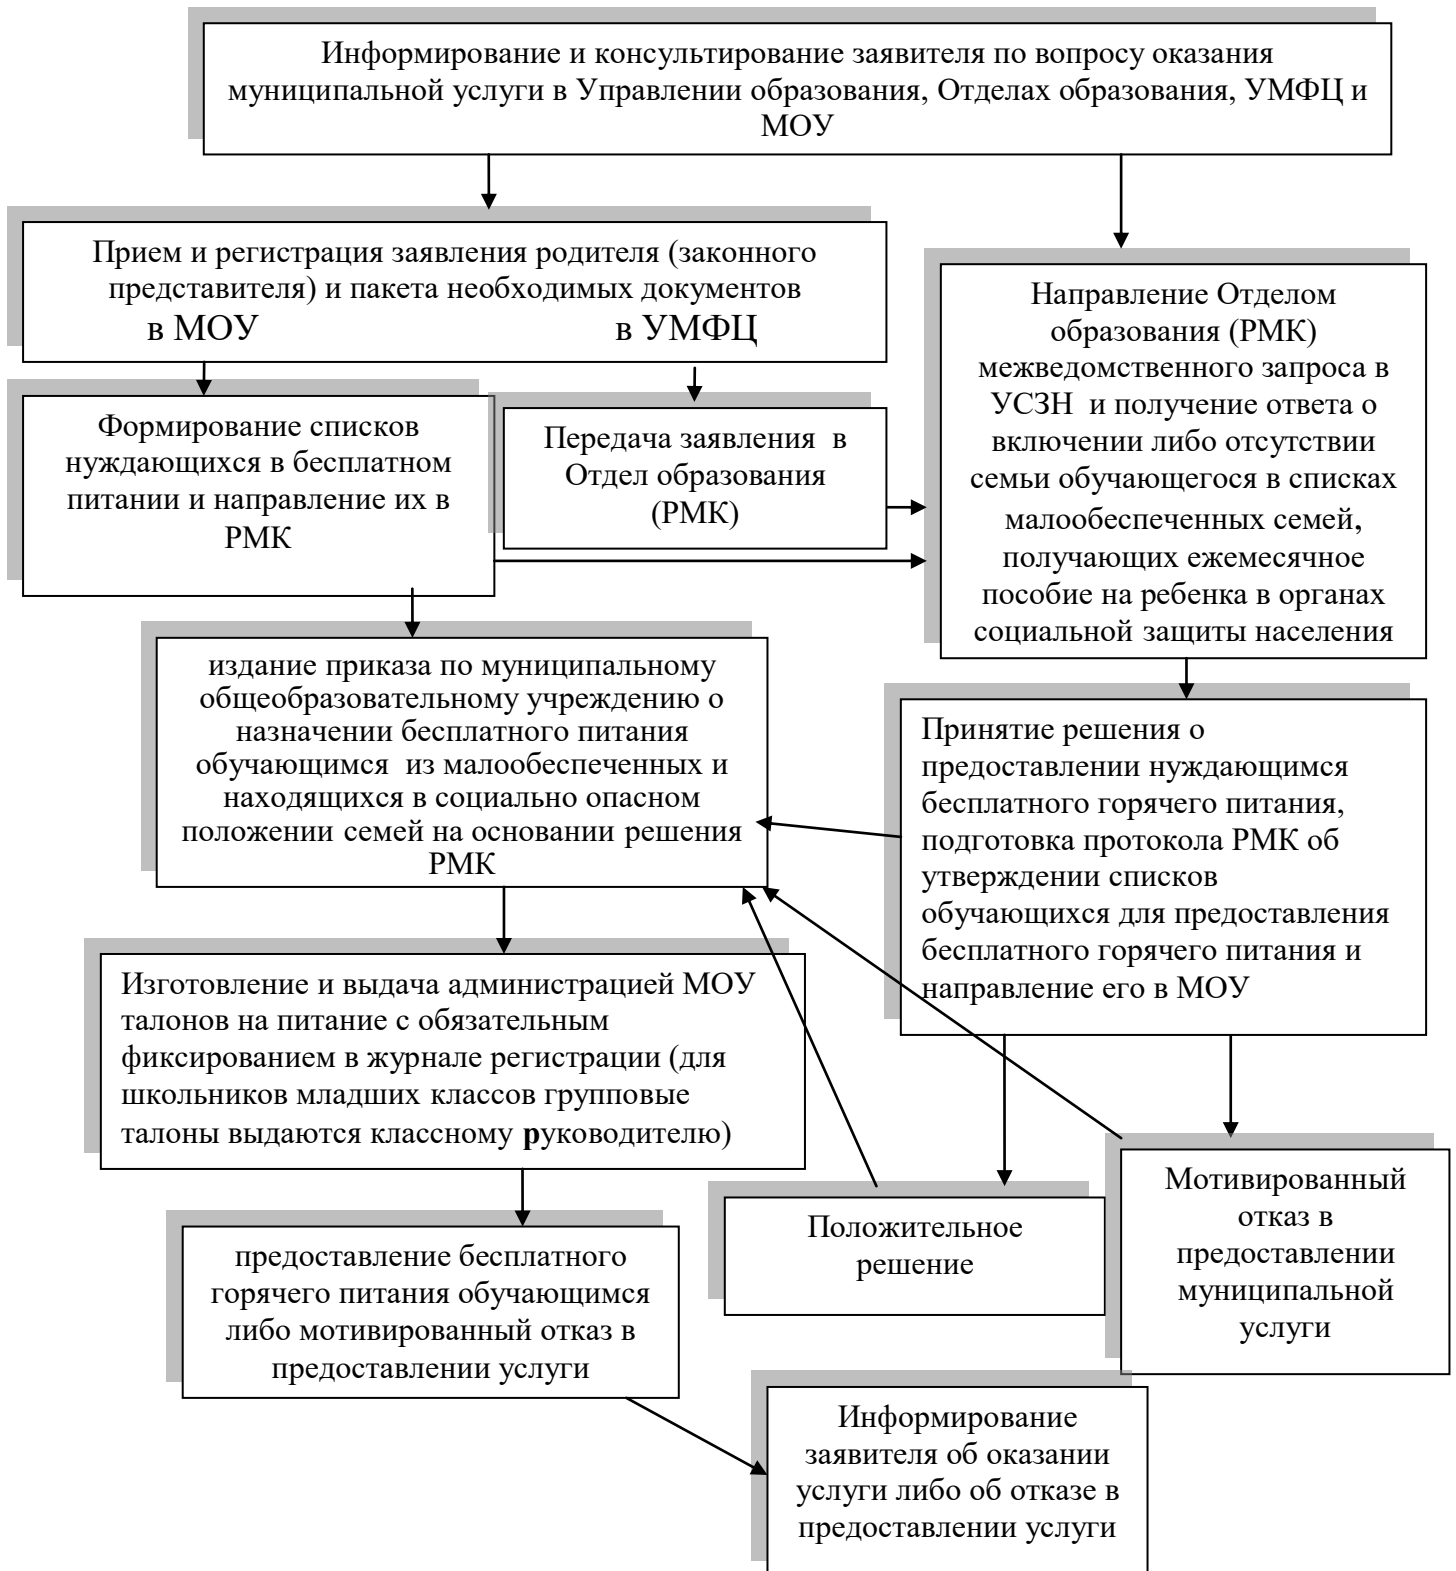 Информирование и консультирование заявителя по вопросу оказания
муниципальной услуги в Управлении образования, Отделах образования, УМФЦ и
МОУ
Прием и регистрация заявления родителя (законного
представителя) и пакета необходимых документов
в МОУ в УМФЦ
Направление Отделом
образования (РМК)
межведомственного запроса в
УСЗН и получение ответа о
включении либо отсутствии
семьи обучающегося в списках
малообеспеченных семей,
получающих ежемесячное
пособие на ребенка в органах
социальной защиты населения
Формирование списков
нуждающихся в бесплатном
питании и направление их в
РМК
Передача заявления в
Отдел образования
(РМК)
издание приказа по муниципальному
общеобразовательному учреждению о
назначении бесплатного питания
обучающимся из малообеспеченных и
находящихся в социально опасном
положении семей на основании решения
РМК
Принятие решения о
предоставлении нуждающимся
бесплатного горячего питания,
подготовка протокола РМК об
утверждении списков
обучающихся для предоставления
бесплатного горячего питания и
направление его в МОУ
Изготовление и выдача администрацией МОУ
талонов на питание с обязательным
фиксированием в журнале регистрации (для
школьников младших классов групповые
талоны выдаются классному руководителю)
Положительное
решение
Мотивированный
отказ в
предоставлении
муниципальной
услуги
предоставление бесплатного
горячего питания обучающимся
либо мотивированный отказ в
предоставлении услуги
Информирование
заявителя об оказании
услуги либо об отказе в
предоставлении услуги